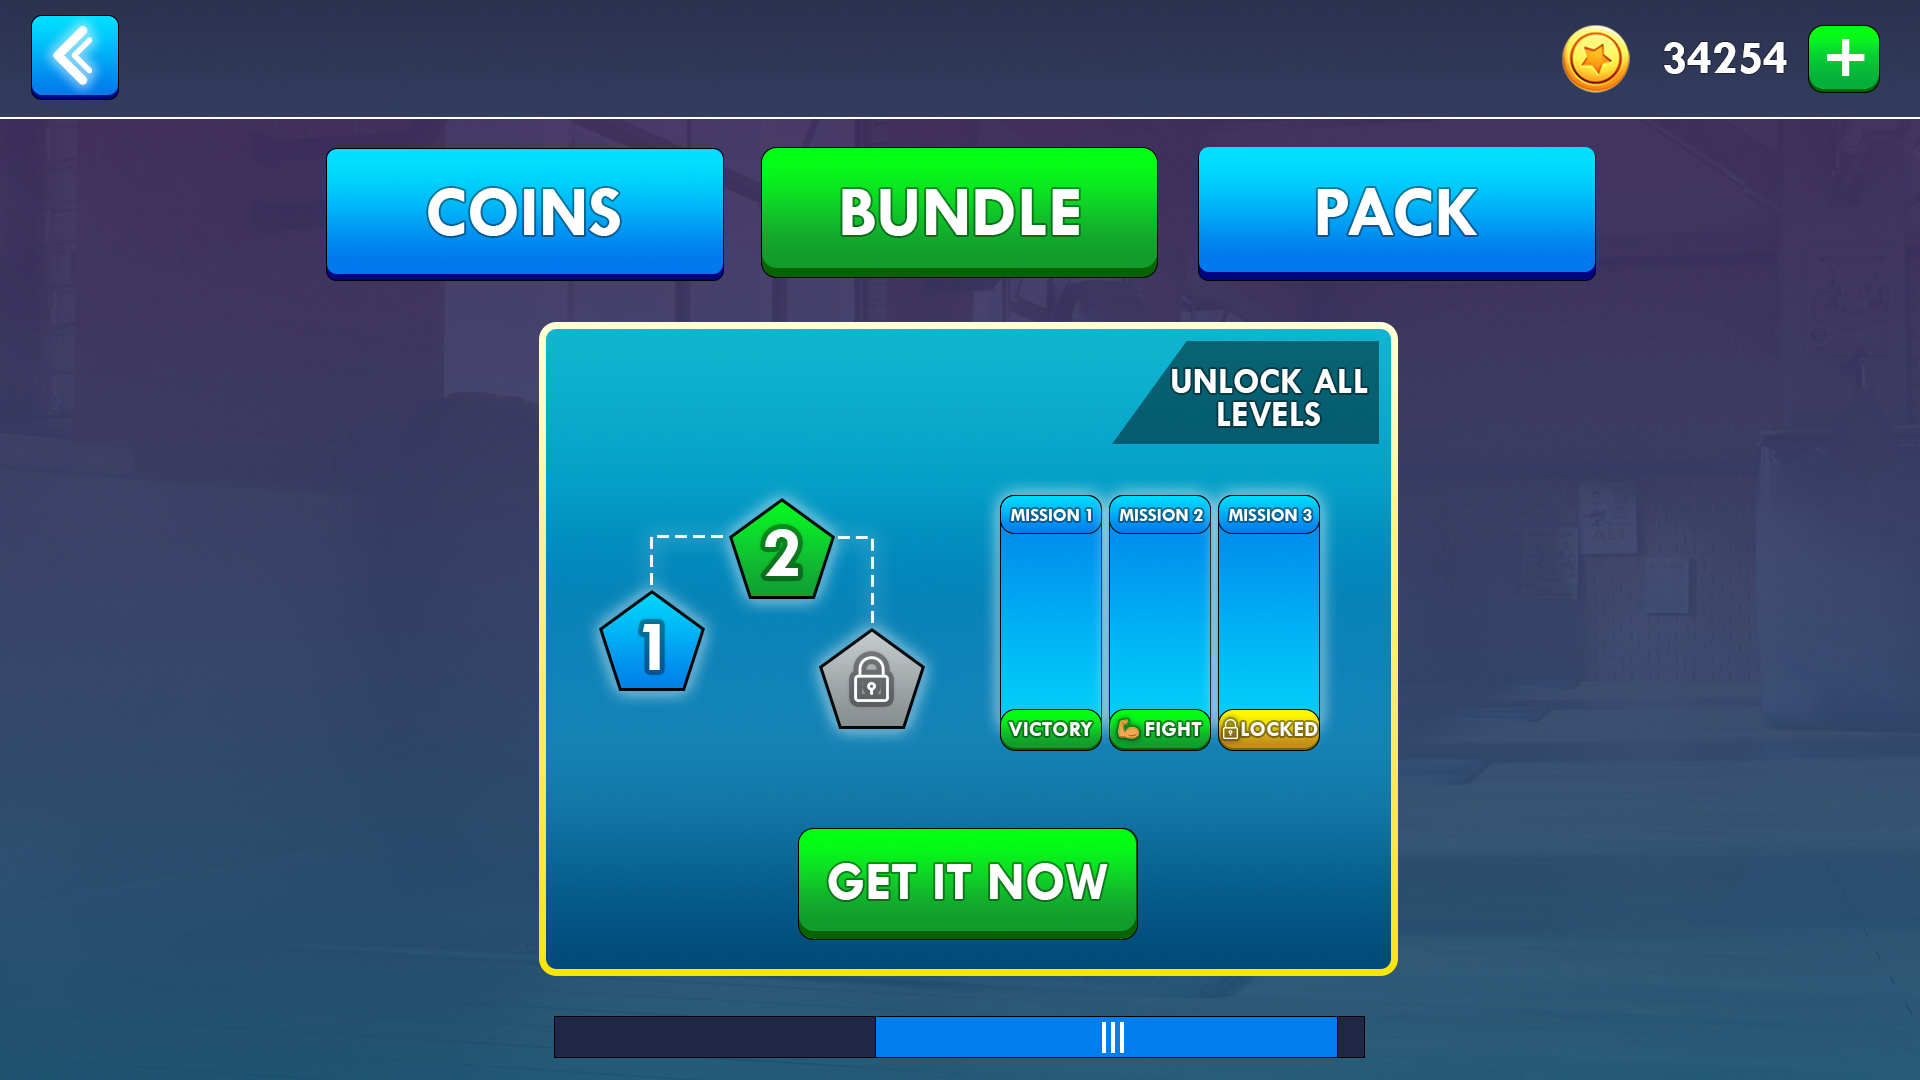 34254
COINS
BUNDLE
PACK
UNLOCK ALL
LEVELS
MISSION 1
MISSION 2
MISSION 3
2
1
VICTORY
FIGHT
LOCKED
GET IT NOW